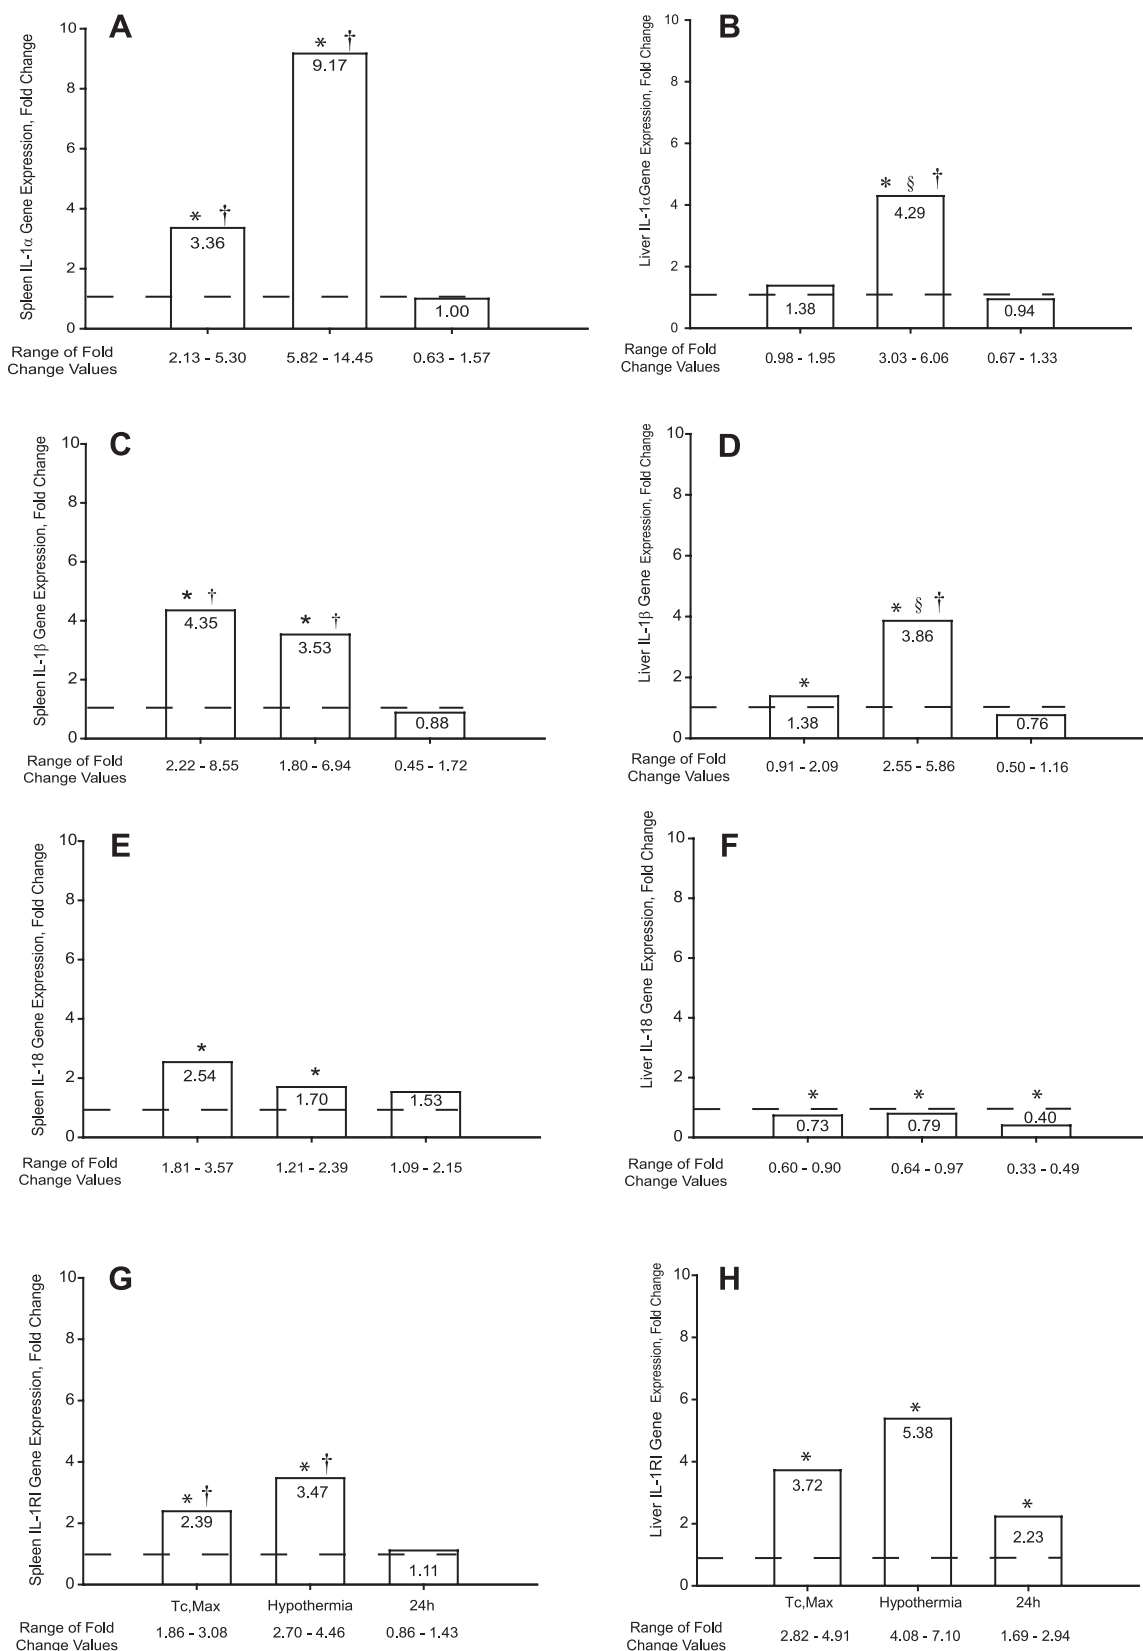 A
Spleen IL-1α Gene Expression, Fold Change
10
8
6
4
2
0
* †
3.36
* †
9.17
1.00
Range of Fold
Change Values
2.13 - 5.30
5.82 - 14.45
0.63 - 1.57
B
Liver IL-1αGene Expression, Fold Change
10
8
6
4
2
0
1.38
* § †
4.29
0.94
Range of Fold
Change Values
0.98 - 1.95
3.03 - 6.06
0.67 - 1.33
C
Spleen IL-1β Gene Expression, Fold Change
10
8
6
4
2
0
* †
4.35
* †
3.53
0.88
Range of Fold
Change Values
2.22 - 8.55
1.80 - 6.94
0.45 - 1.72
D
Liver IL-1β Gene Expression, Fold Change
10
8
6
4
2
0
*
1.38
* § †
3.86
0.76
Range of Fold
Change Values
0.91 - 2.09
2.55 - 5.86
0.50 - 1.16
E
Spleen IL-18 Gene Expression, Fold Change
10
8
6
4
2
0
*
2.54
*
1.70
1.53
Range of Fold
Change Values
1.81 - 3.57
1.21 - 2.39
1.09 - 2.15
F
Liver IL-18 Gene Expression, Fold Change
10
8
6
4
2
0
*
0.73
*
0.79
*
0.40
Range of Fold
Change Values
0.60 - 0.90
0.64 - 0.97
0.33 - 0.49
G
Spleen IL-1RI Gene Expression, Fold Change
10
8
6
4
2
0
* †
2.39
* †
3.47
1.11
Tc,Max
Hypothermia
24h
Range of Fold
Change Values
1.86 - 3.08
2.70 - 4.46
0.86 - 1.43
H
Liver IL-1RI Gene Expression, Fold Change
10
8
6
4
2
0
*
3.72
*
5.38
*
2.23
Tc,Max
Hypothermia
24h
Range of Fold
Change Values
2.82 - 4.91
4.08 - 7.10
1.69 - 2.94